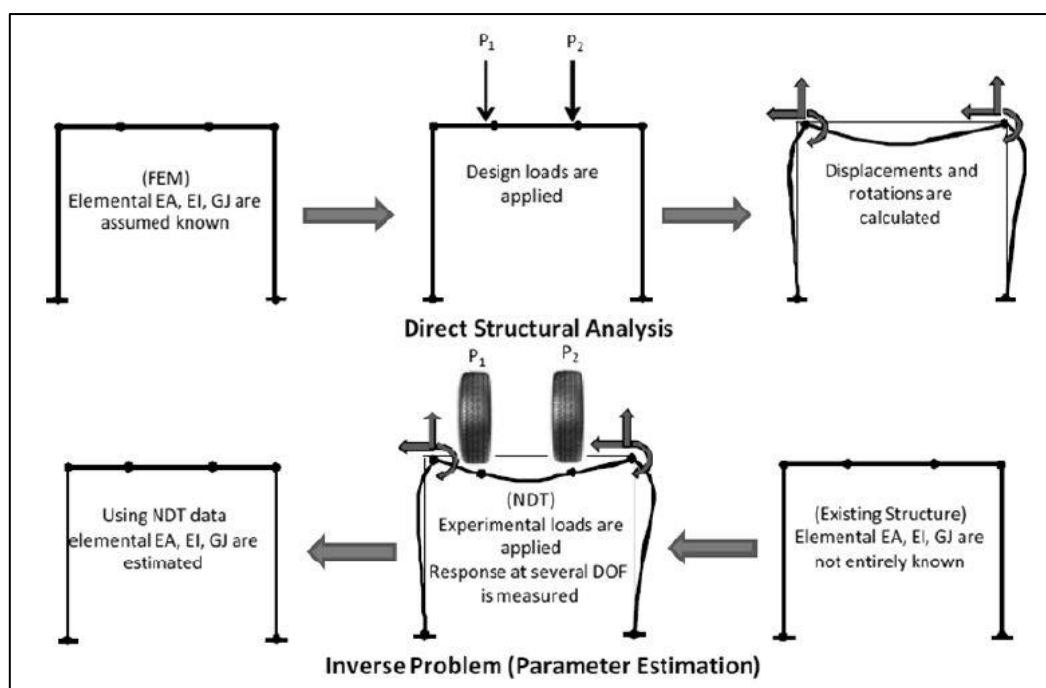 P1
P2
(FEM)
Elemental EA, EI, GJ are
assumed known
Design loads are
applied
Displacements and
rotations are
calculated
Direct Structural Analysis
P1
P2
Using NDT data
elemental EA, EI, GJ are
estimated
(NDT)
Experimental loads are
applied
Response at several DOF
is measured
(Existing Structure)
Elemental EA, EI, GJ are
not entirely known
Inverse Problem (Parameter Estimation)